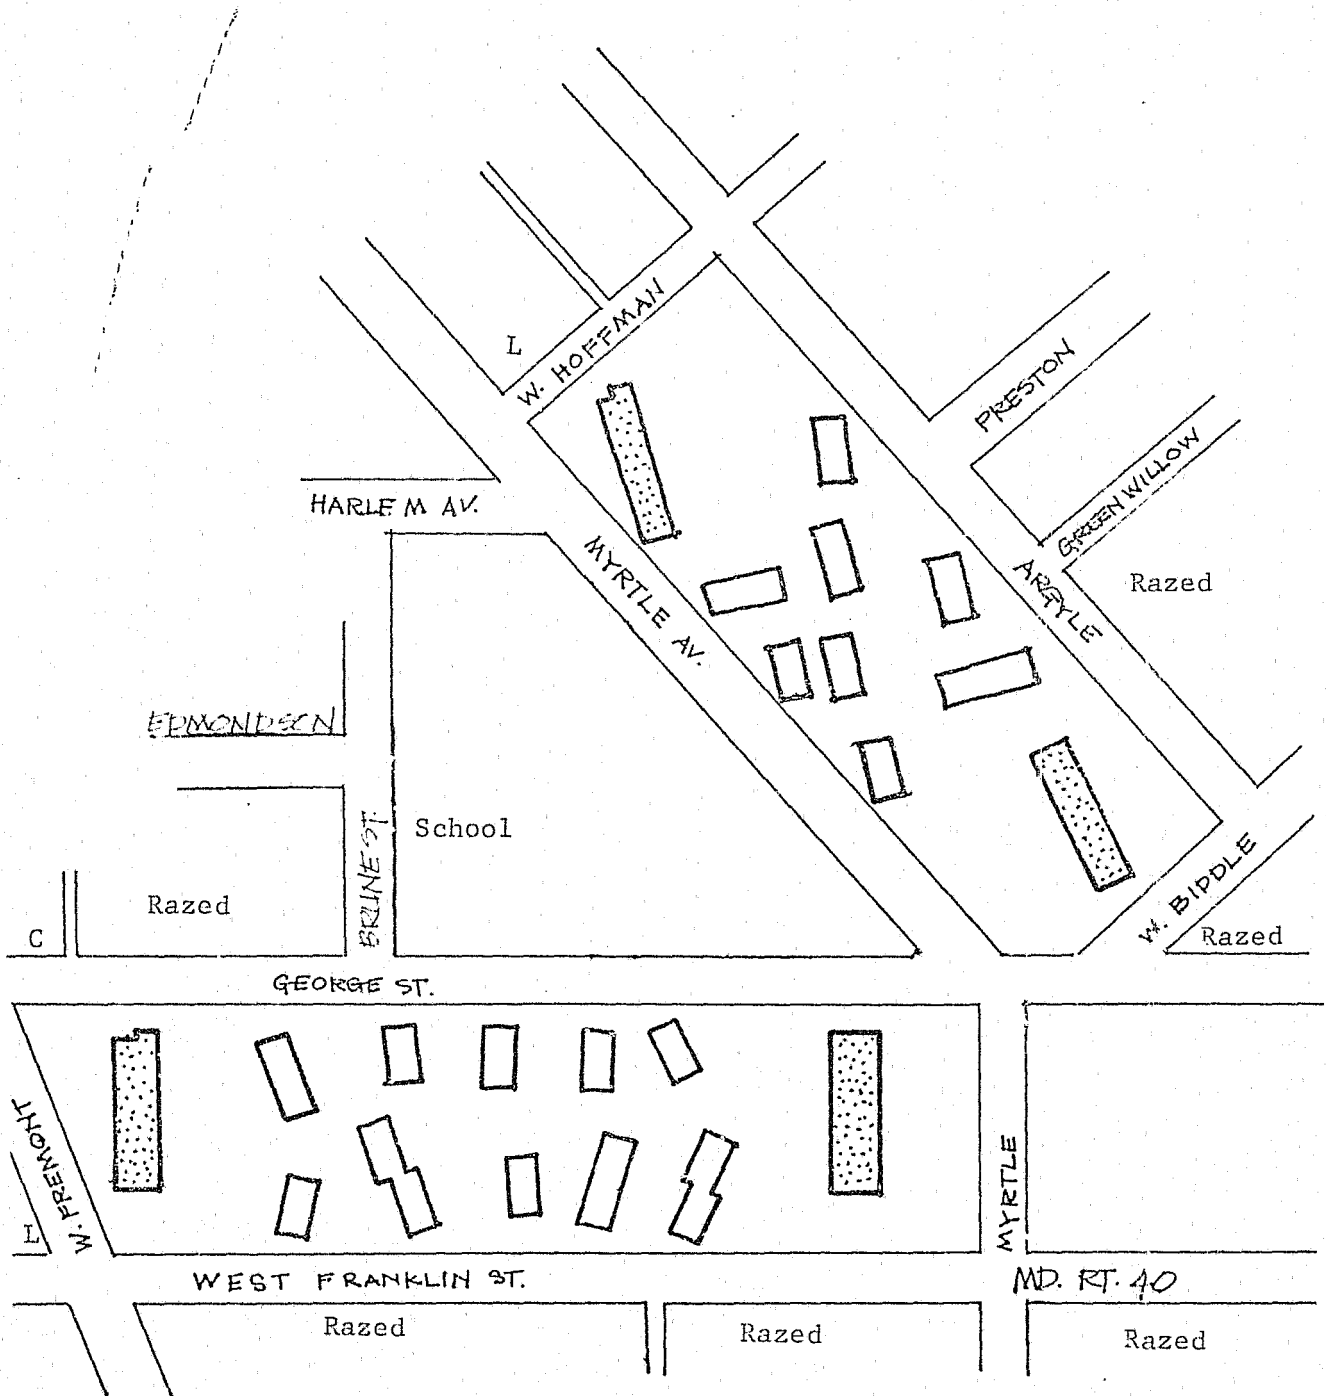 L
W. HOFFMAN
PRESTON
GREENWILLOW
HARLEM AV.
MYRTLE AV.
ARGYLE
Razed
EDMONDSON
School
BRUNE ST.
Razed
C
W. BIDDLE
Razed
GEORGE ST.
W. FREMONT
L
MYRTLE
WEST FRANKLIN ST.
MD. RT. 40
Razed
Razed
Razed